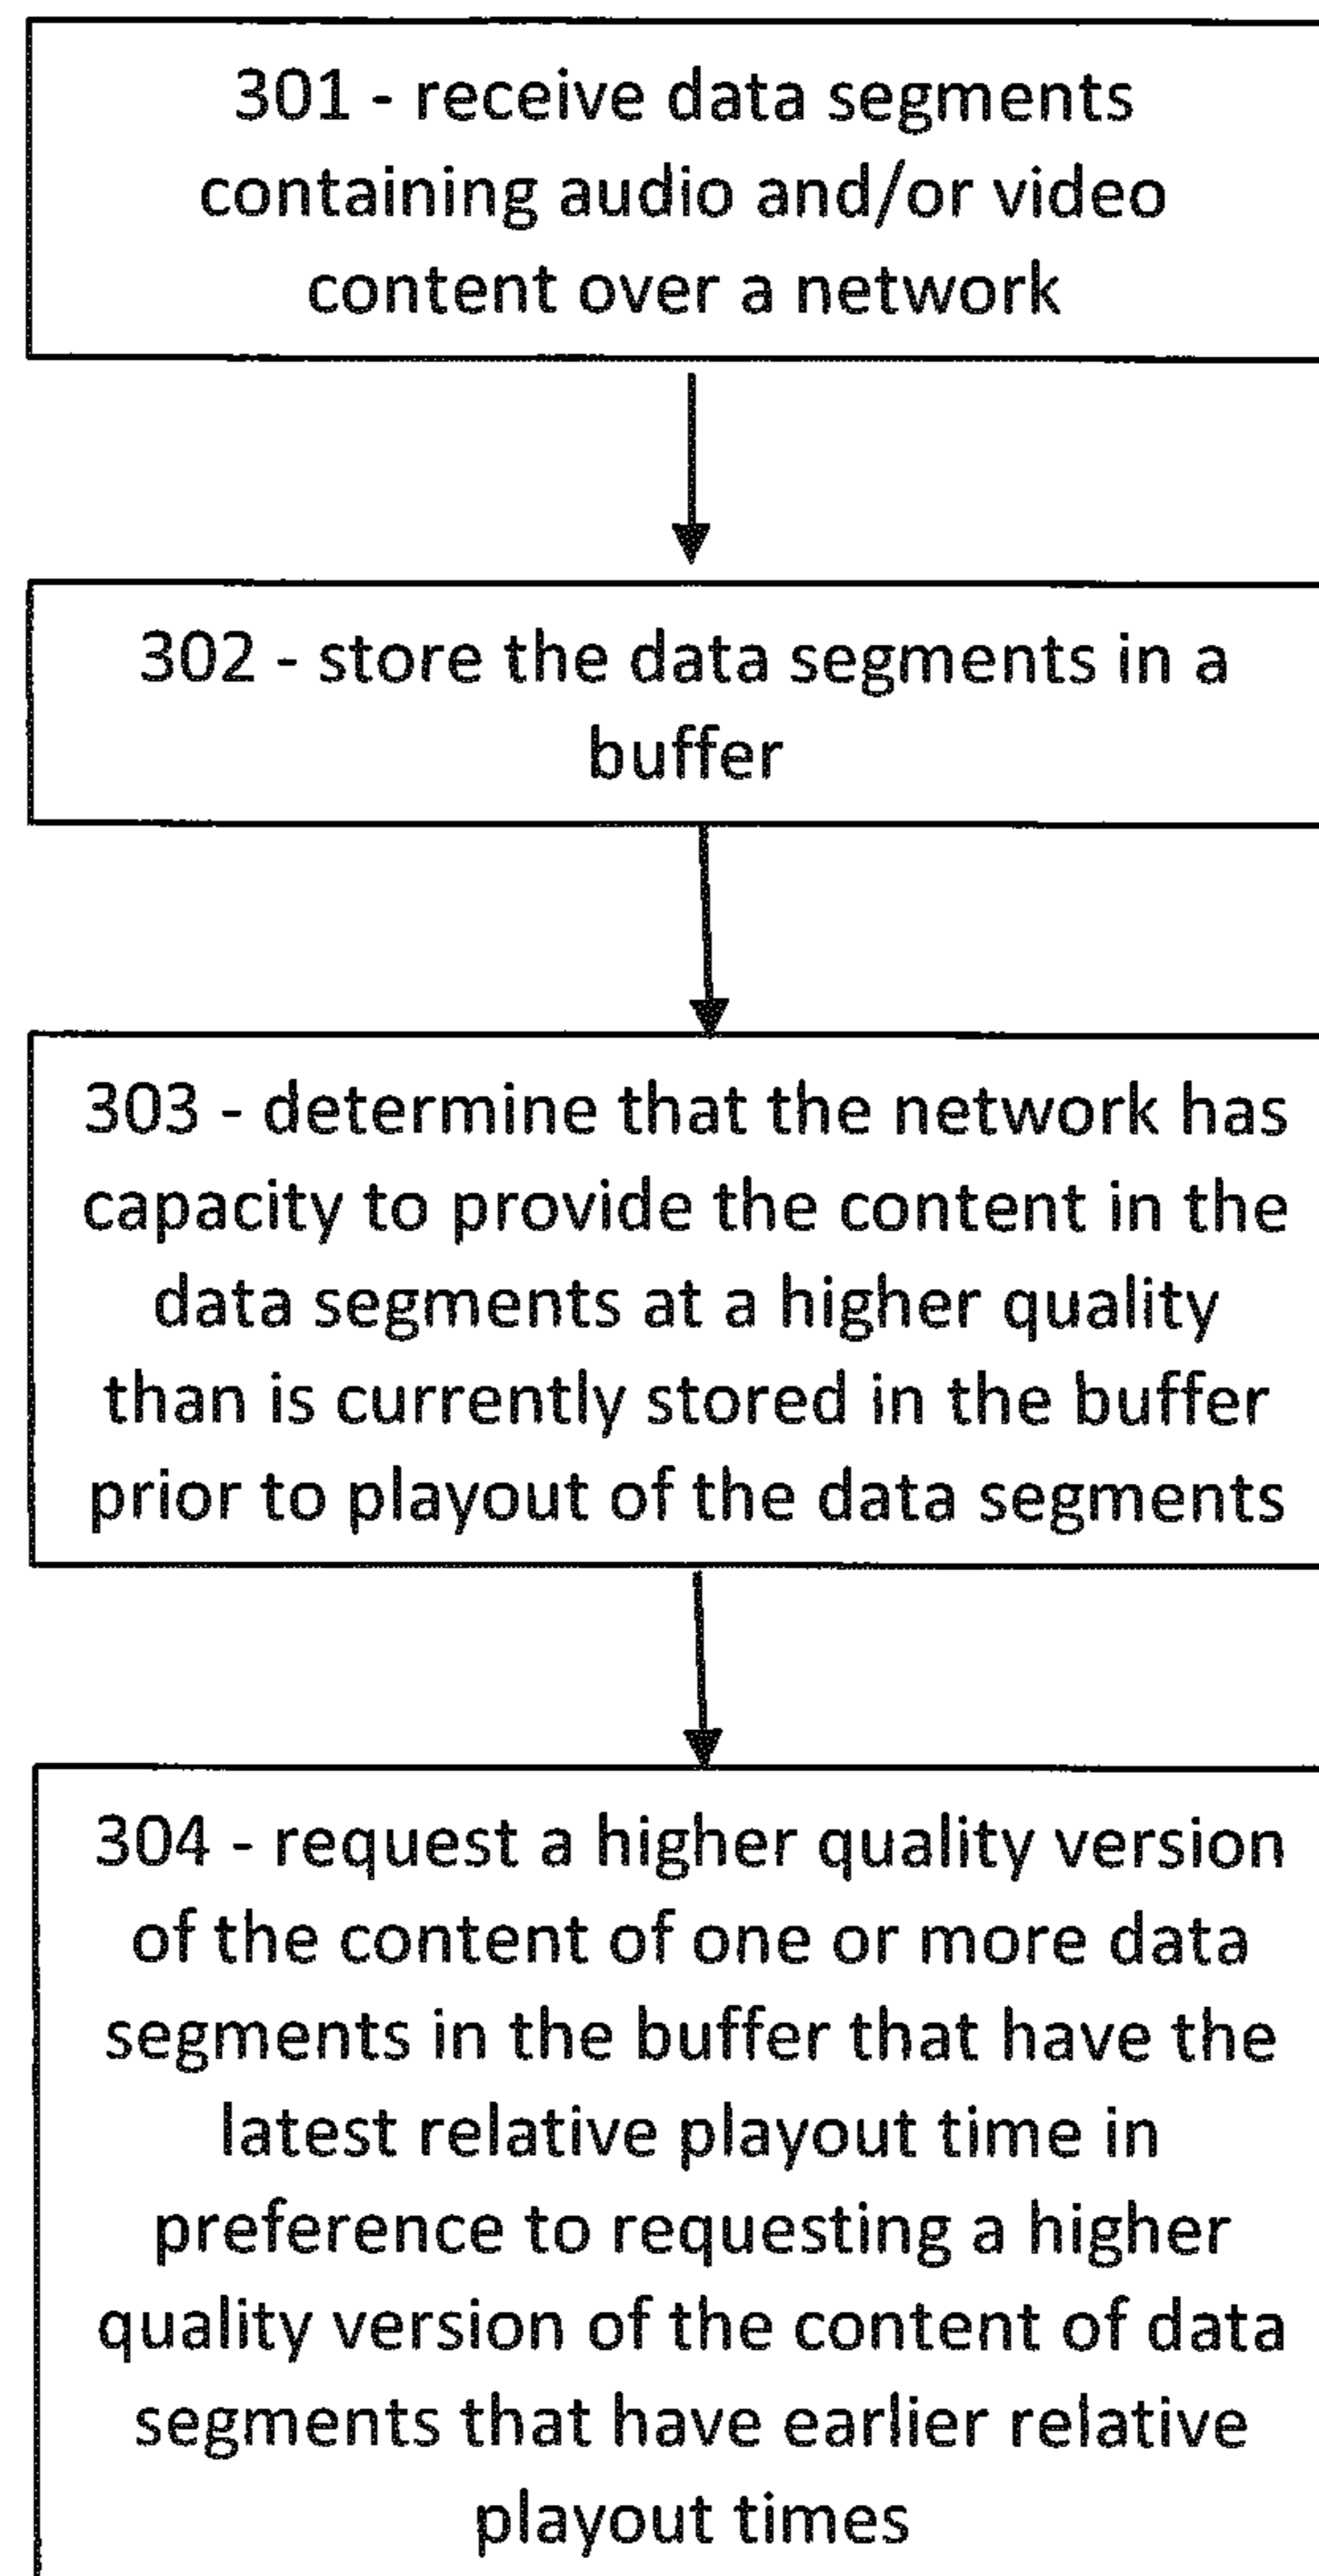 301 - receive data segments
containing audio and/or video
content over a network
302 - store the data segments in a
buffer
303 - determine that the network has
capacity to provide the content in the
data segments at a higher quality
than is currently stored in the buffer
prior to playout of the data segments
304 - request a higher quality version
of the content of one or more data
segments in the buffer that have the
latest relative playout time in
preference to requesting a higher
quality version of the content of data
segments that have earlier relative
playout times